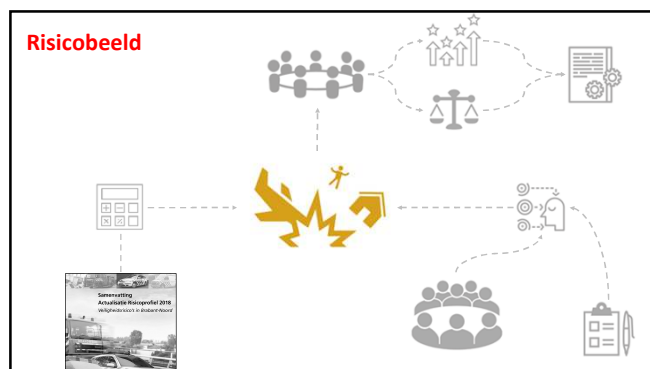 Risicobeeld
Samenvatting
Actualisatie Risicoprofiel 2018
Veiligheidsrisico's in Brabant-Noord